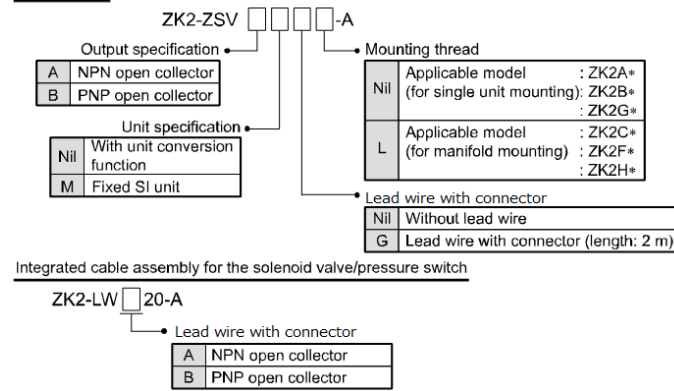 ZK2-ZSV □□□□-A
Output specification
A NPN open collector
B PNP open collector
Unit specification
Nil With unit conversion
function
M Fixed SI unit
Mounting thread
Nil Applicable model : ZK2A*
(for single unit mounting): ZK2B*
: ZK2G*
L Applicable model : ZK2C*
(for manifold mounting) : ZK2F*
: ZK2H*
Lead wire with connector
Nil Without lead wire
G Lead wire with connector (length: 2 m)
Integrated cable assembly for the solenoid valve/pressure switch
ZK2-LW□20-A
Lead wire with connector
A NPN open collector
B PNP open collector